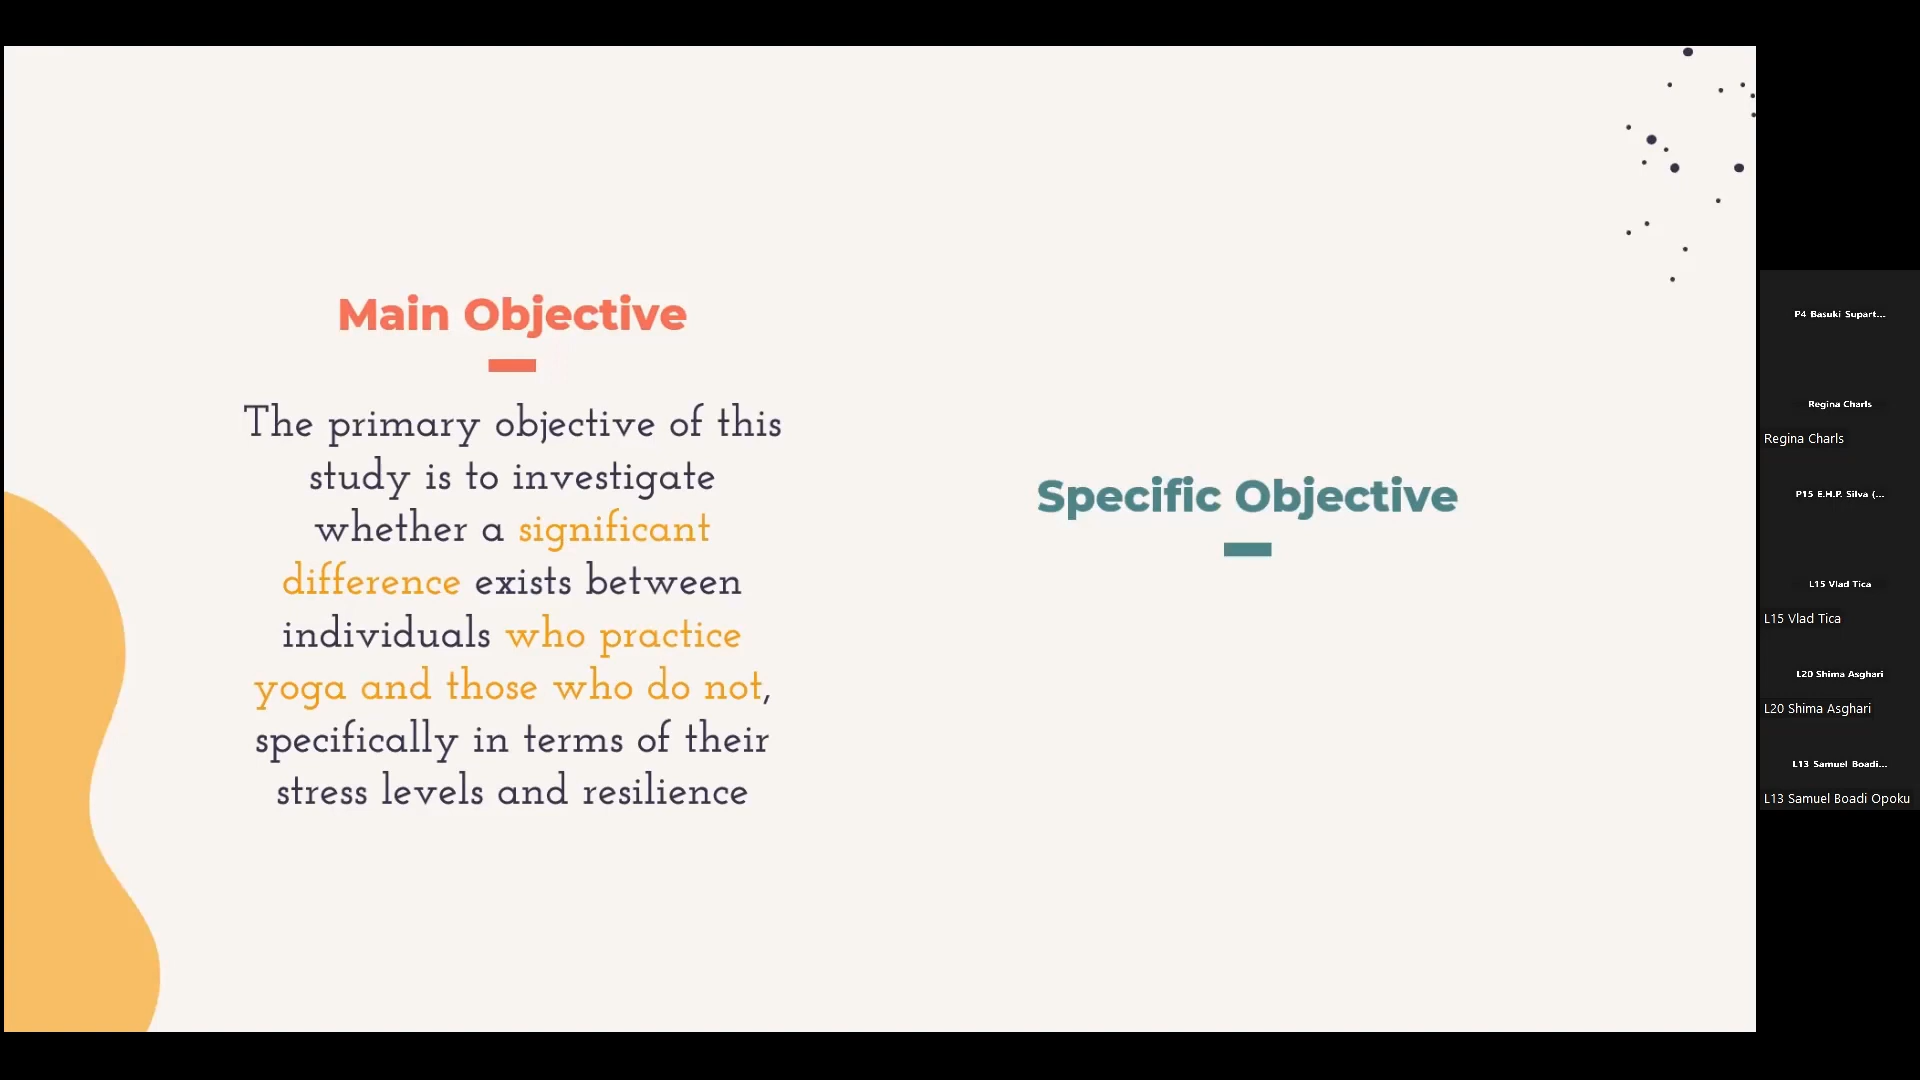 Main Objective
The primary objective of this
study is to investigate
whether a significant
difference exists between
individuals who practice
yoga and those who do not,
specifically in terms of their
stress levels and resilience
Specific Objective
P4 Basuki Supart...
Regina Charls
Regina Charls
P15 E.H.P. Silva (...
L15 Vlad Tica
L15 Vlad Tica
L20 Shima Asghari
L20 Shima Asghari
L13 Samuel Boadi...
L13 Samuel Boadi Opoku